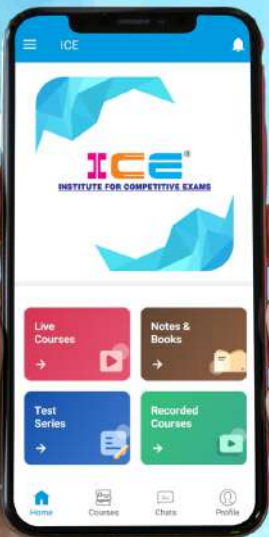 ICE
ICE®
INSTITUTE FOR COMPETITIVE EXAMS
Live
Courses
Notes &
Books
Test
Series
Recorded
Courses
Home
Courses
Chats
Profile